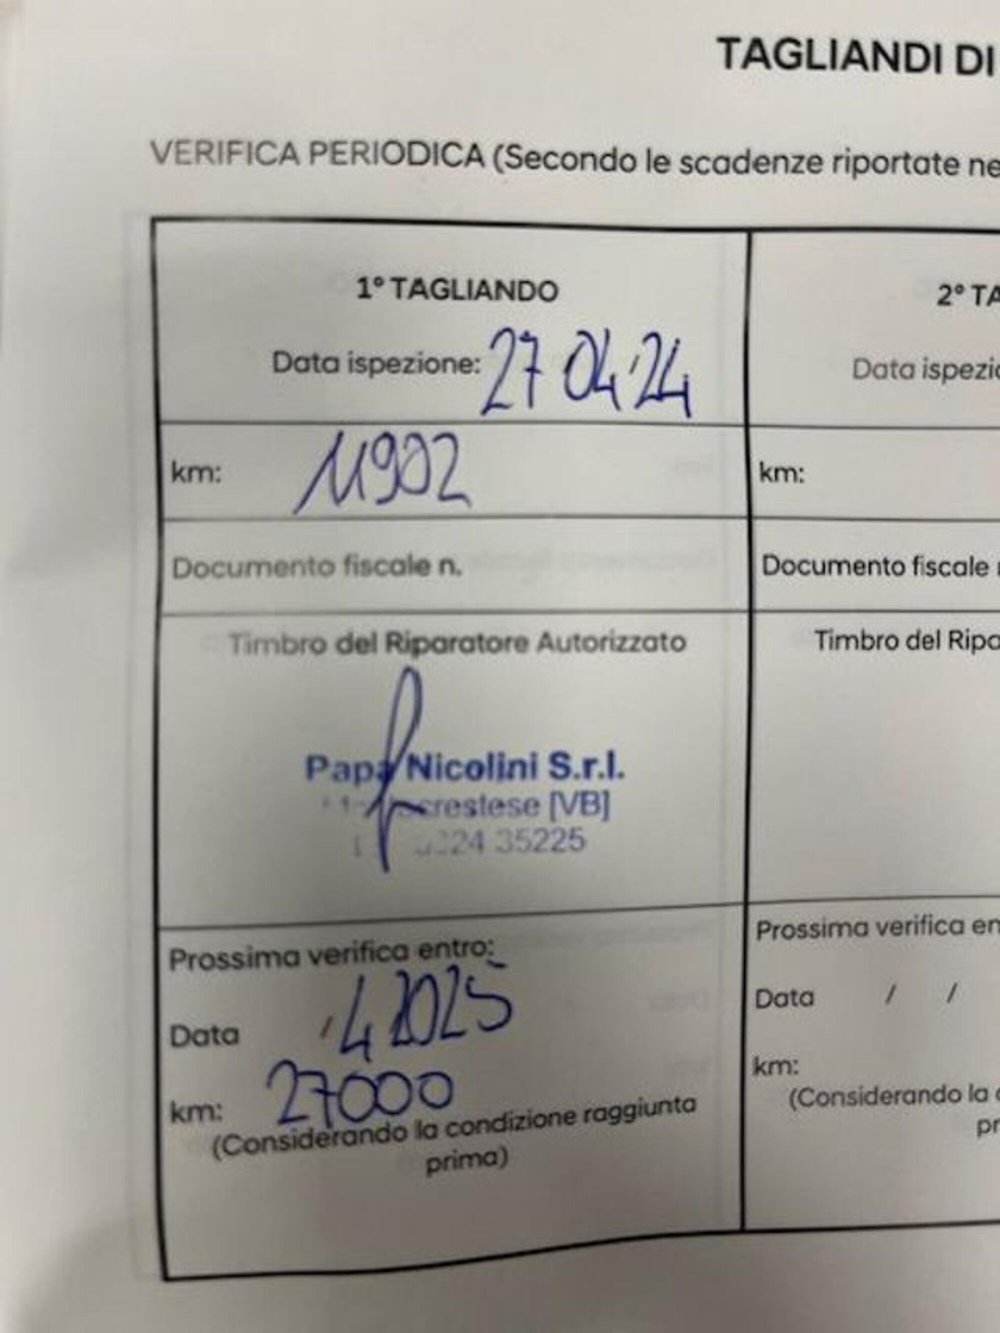 TAGLIANDI DI
VERIFICA PERIODICA (Secondo le scadenze riportate ne
1° TAGLIANDO
Data ispezione: 27 04 24
km: 11902
Documento fiscale n.
Timbro del Riparatore Autorizzato
Papà Nicolini S.r.l.
[VB]
35225
Prossima verifica entro:
Data / 4 2025
km: 27000
(Considerando la condizione raggiunta
prima)
2° TA
Data ispezio
km:
Documento fiscale
Timbro del Ripa
Prossima verifica en
Data / /
km:
(Considerando la
pr